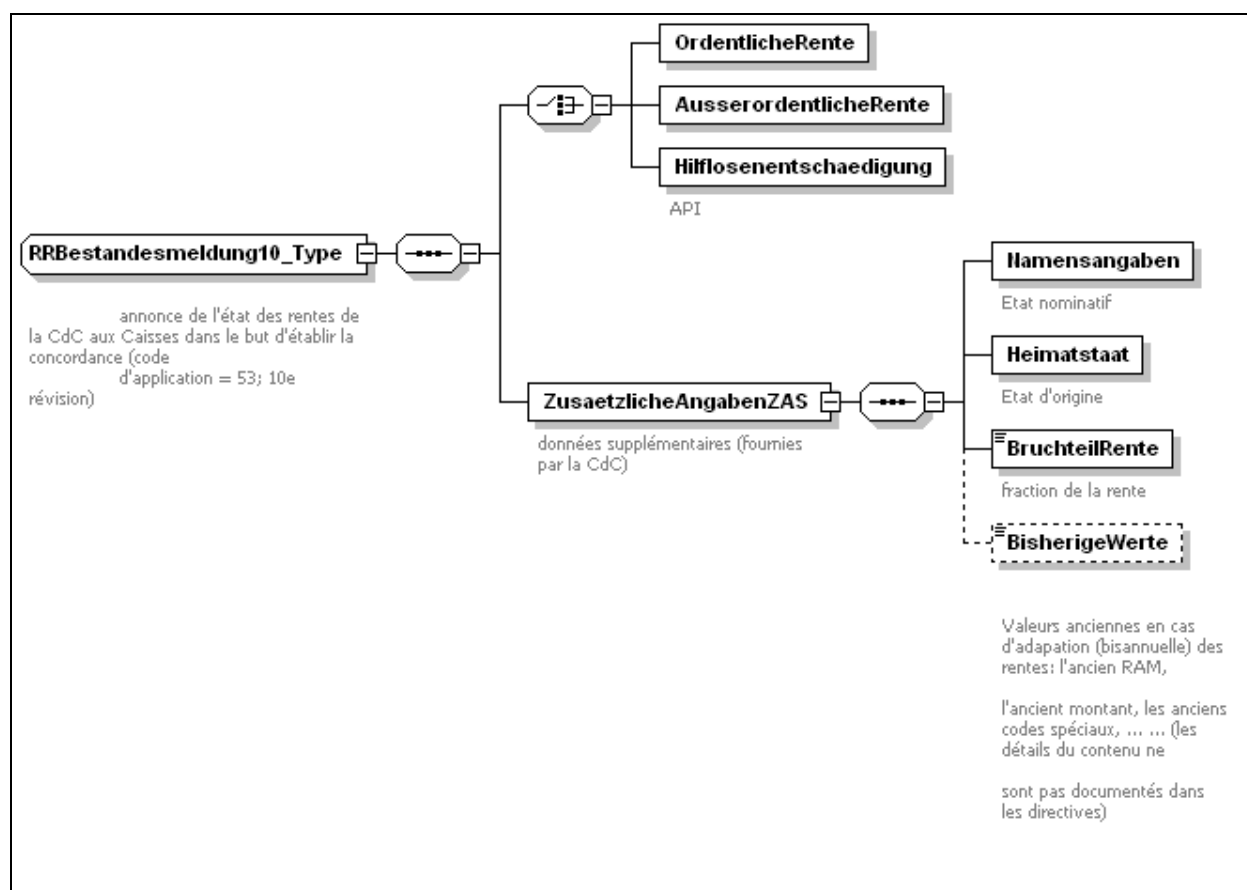 OrdentlicheRente
AusserordentlicheRente
Hilflosenentschaedigung
API
RRBestandesmeldung10_Type
annonce de l'état des rentes de
la CdC aux Caisses dans le but d'établir la
concordance (code
d'application = 53; 10e
révision)
ZusaetzlicheAngabenZAS
données supplémentaires (fournies
par la CdC)
Namensangaben
Etat nominatif
Heimatstaat
Etat d'origine
BruchteilRente
fraction de la rente
BisherigeWerte
Valeurs anciennes en cas
d'adapation (bisannuelle) des
rentes: l'ancien RAM,
l'ancient montant, les anciens
codes spéciaux, ... ... (les
détails du contenu ne
sont pas documentés dans
les directives)